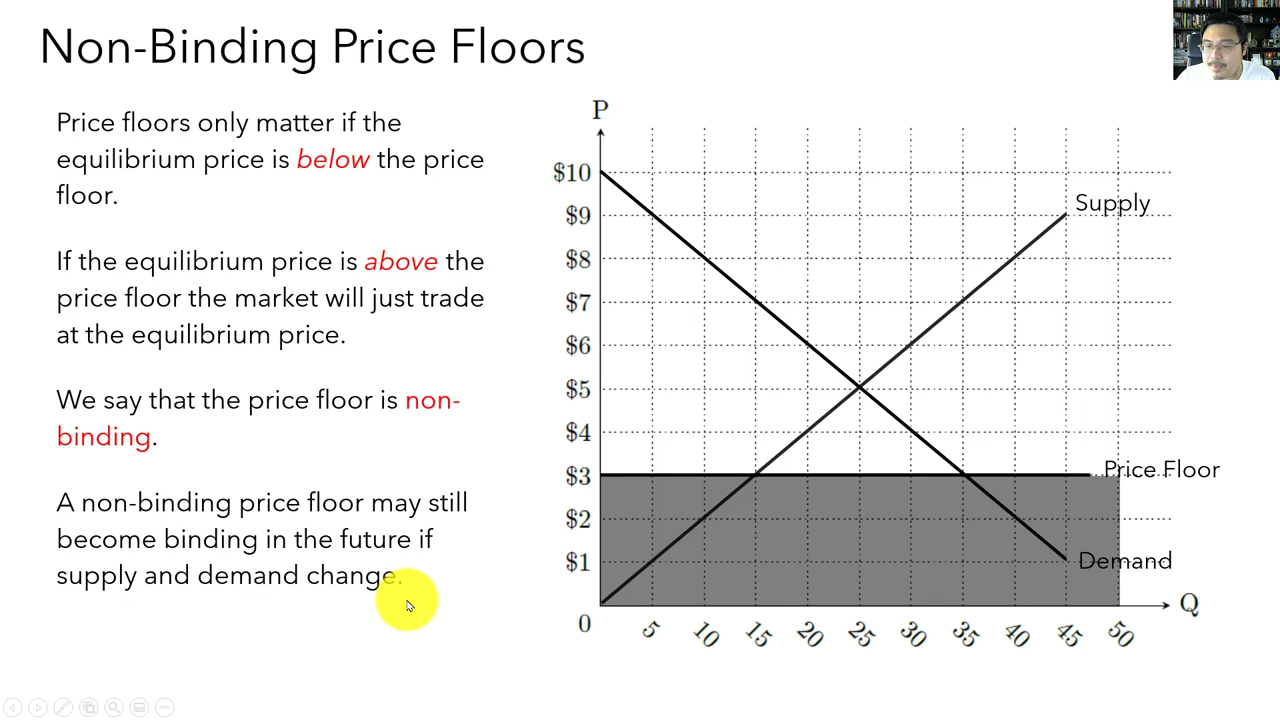 Non-Binding Price Floors
Price floors only matter if the
equilibrium price is below the price
floor.
If the equilibrium price is above the
price floor the market will just trade
at the equilibrium price.
We say that the price floor is non-
binding.
A non-binding price floor may still
become binding in the future if
supply and demand change.
P
$10
$9
$8
$7
$6
$5
$4
$3
$2
$1
0
5
10
15
20
25
30
35
40
45
50
Q
Supply
Price Floor
Demand